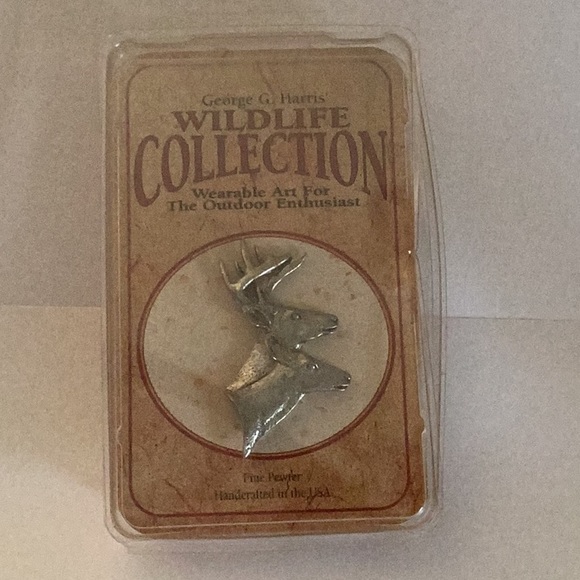 George G. Harris'
WILDLIFE
COLLECTION
Wearable Art For
The Outdoor Enthusiast
Fine Pewter
Handcrafted in the USA